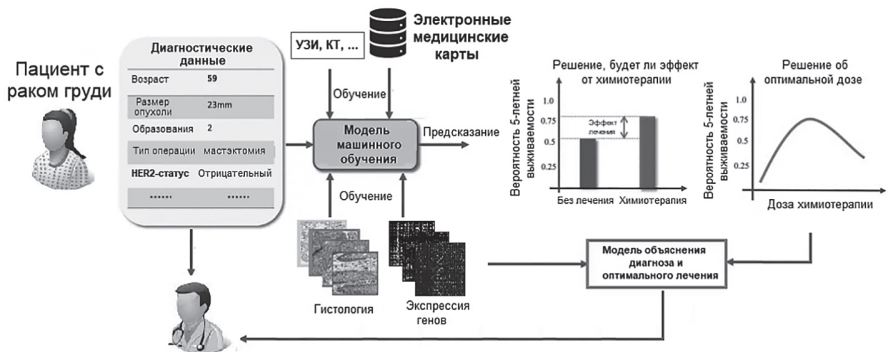 Пациент с
раком груди
Диагностические
данные
Возраст 59
Размер
опухоли 23mm
Образования 2
Тип операции мастэктомия
HER2-статус Отрицательный
...... ......
УЗИ, КТ, ...
Электронные
медицинские
карты
Обучение
Модель
машинного
обучения
Предсказание
Обучение
Гистология
Экспрессия
генов
Решение, будет ли эффект
от химиотерапии
Вероятность 5-летней
выживаемости
1.0
0.75
0.5
0.25
Эффект
лечения
Без лечения Химиотерапия
Решение об
оптимальной дозе
Вероятность 5-летней
выживаемости
1.0
0.75
0.5
0.25
Доза химиотерапии
Модель объяснения
диагноза и
оптимального лечения